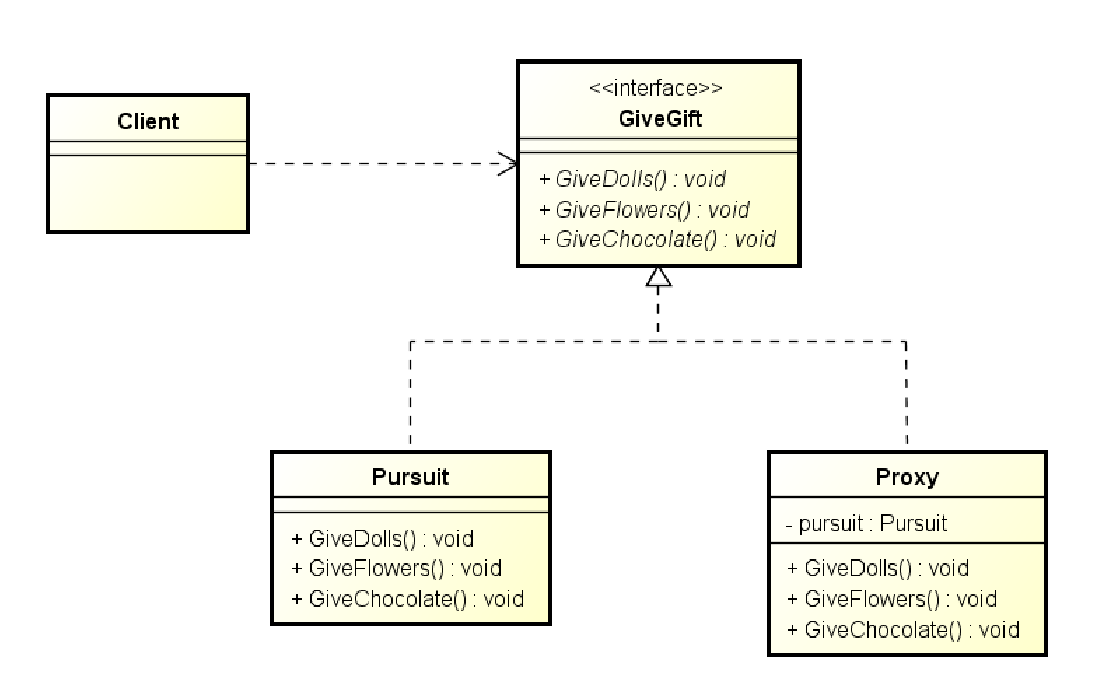 Client
<<interface>>
GiveGift
+ GiveDolls() : void
+ GiveFlowers() : void
+ GiveChocolate() : void
Pursuit
+ GiveDolls() : void
+ GiveFlowers() : void
+ GiveChocolate() : void
Proxy
- pursuit : Pursuit
+ GiveDolls() : void
+ GiveFlowers() : void
+ GiveChocolate() : void